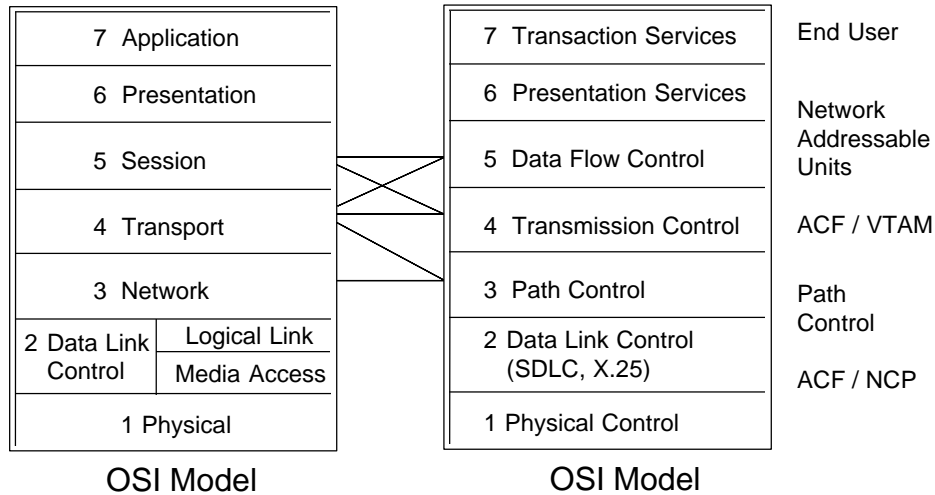 7 Application
6 Presentation
5 Session
4 Transport
3 Network
2 Data Link
Control
Logical Link
Media Access
1 Physical
OSI Model
7 Transaction Services
6 Presentation Services
5 Data Flow Control
4 Transmission Control
3 Path Control
2 Data Link Control
(SDLC, X.25)
1 Physical Control
OSI Model
End User
Network
Addressable
Units
ACF / VTAM
Path
Control
ACF / NCP